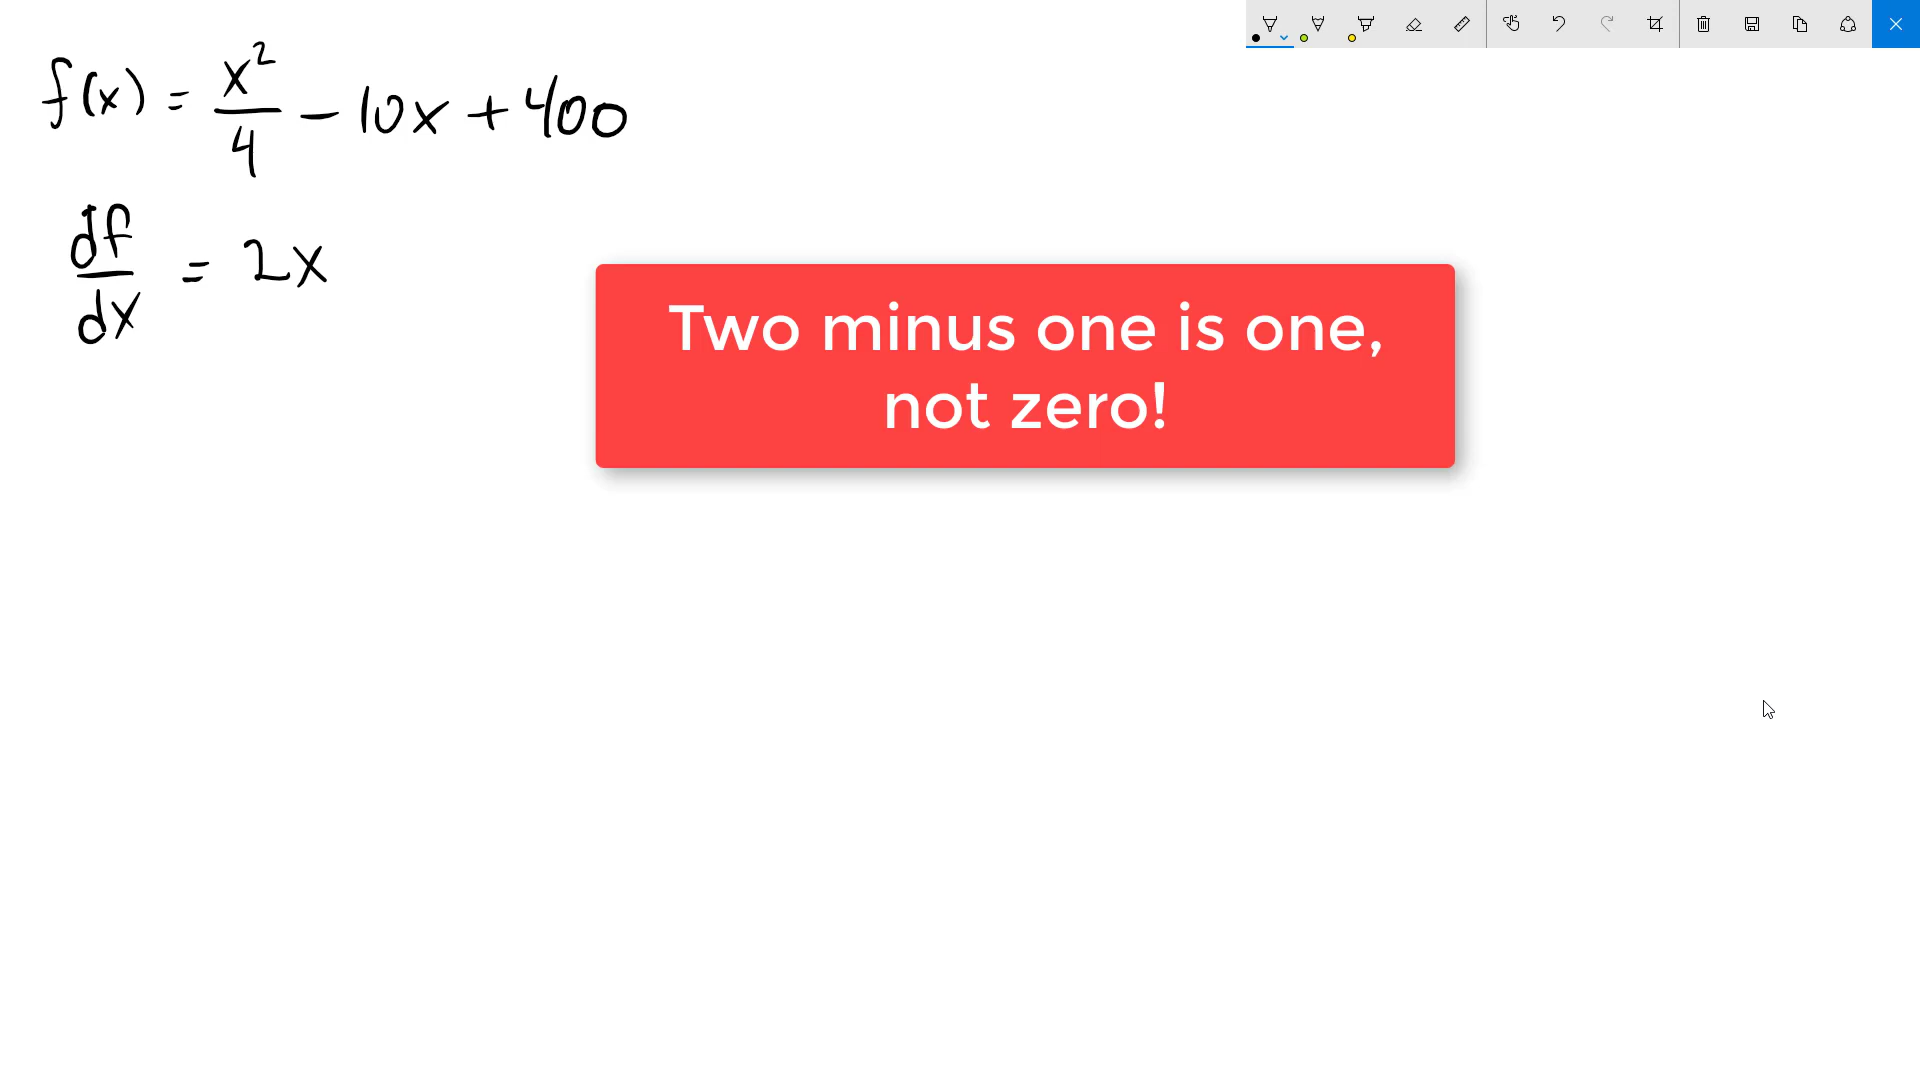 f(x) = x²/4 - 10x + 400
df/dx = 2x
Two minus one is one,
not zero!